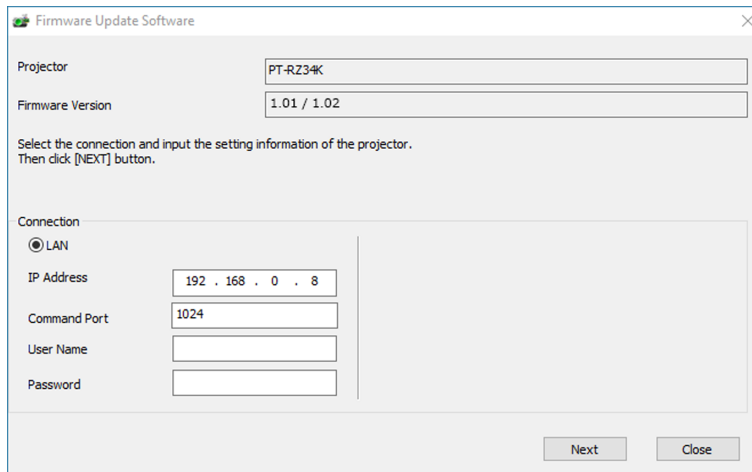 Firmware Update Software
Projector
PT-RZ34K
Firmware Version
1.01 / 1.02
Select the connection and input the setting information of the projector.
Then click [NEXT] button.
Connection
LAN
IP Address
192 . 168 . 0 . 8
Command Port
1024
User Name
Password
Next
Close